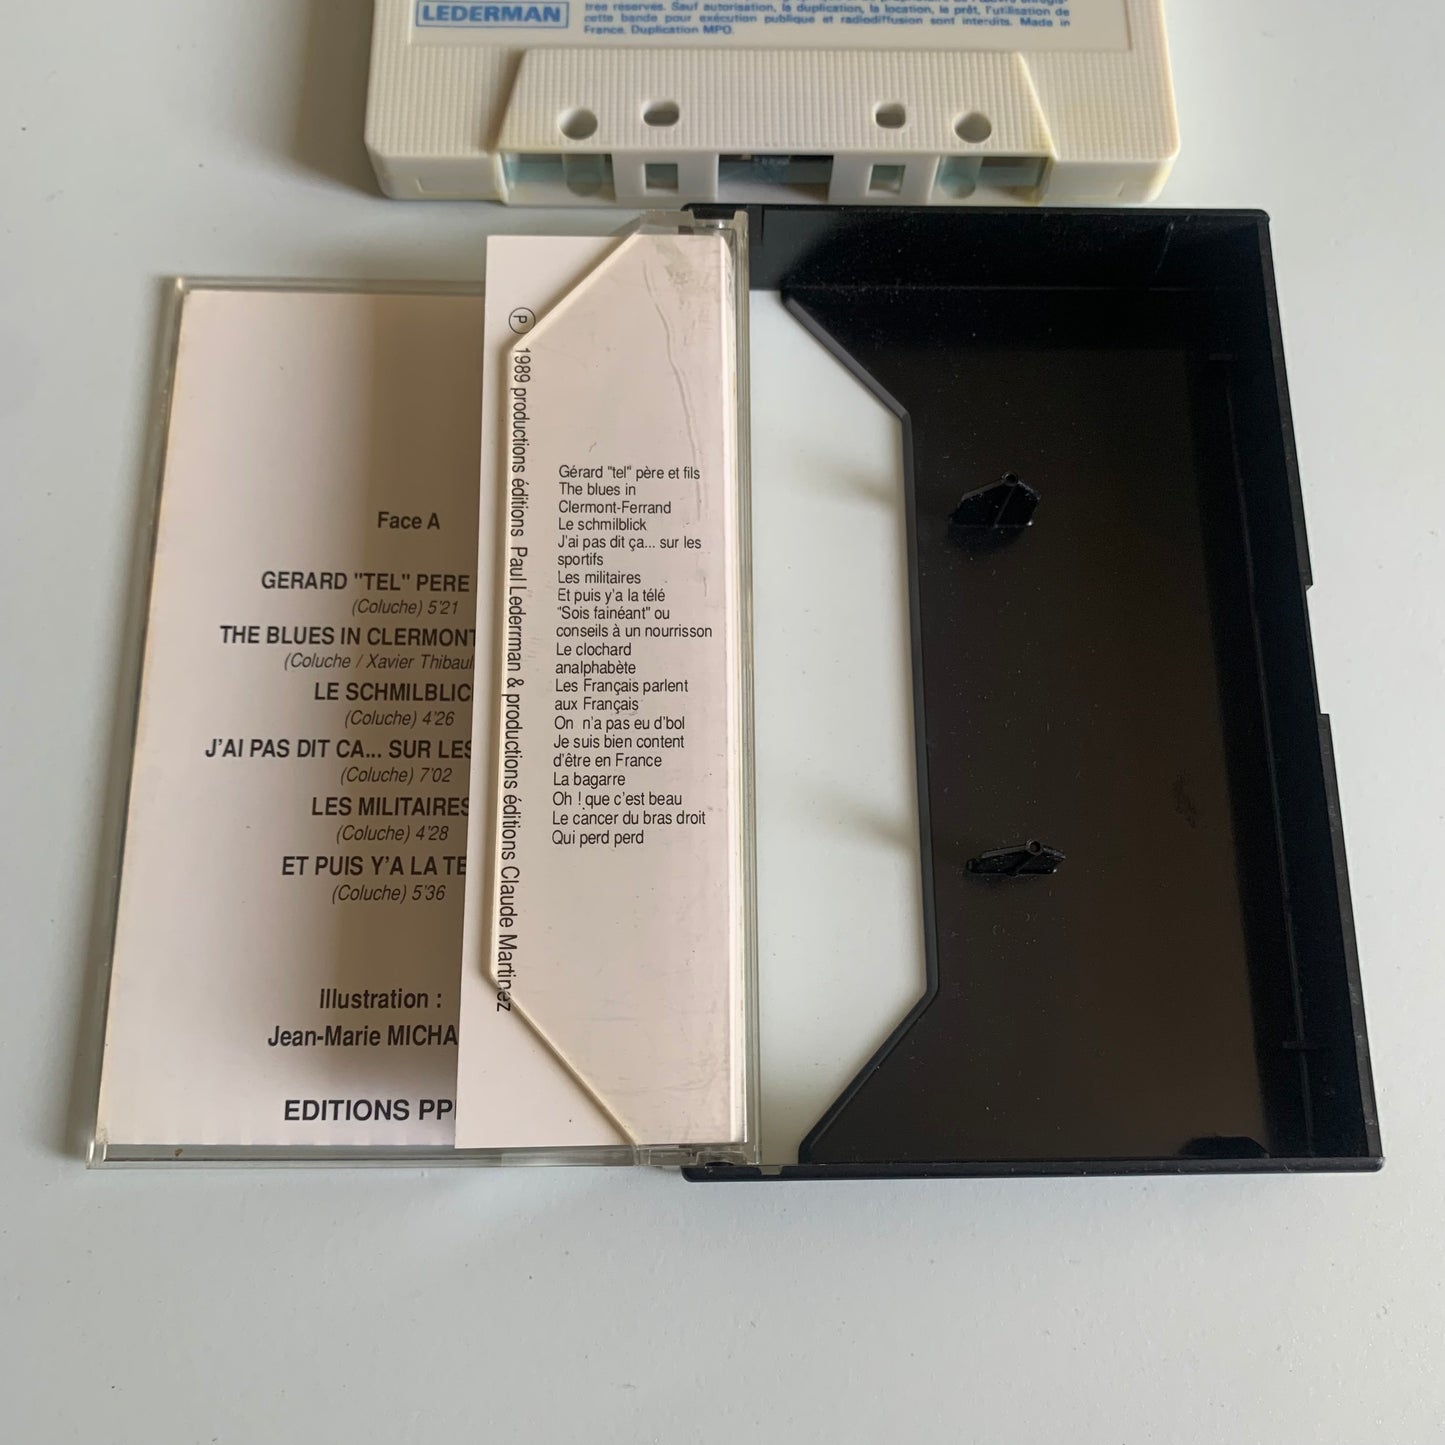 LEDERMAN
tree reserves. Sauf autorisation, la duplication, la location, le prêt, l'utilisation de
cette bande pour exécution publique et radiodiffusion sont interdits. Made in
France. Duplication MPO.
Face A
GERARD "TEL" PERE
(Coluche) 5'21
THE BLUES IN CLERMONT
(Coluche / Xavier Thibaul
LE SCHMILBLIC
(Coluche) 4'26
J'AI PAS DIT CA... SUR LES
(Coluche) 7'02
LES MILITAIRES
(Coluche) 4'28
ET PUIS Y'A LA TE
(Coluche) 5'36
Illustration :
Jean-Marie MICHA
EDITIONS PP
Ⓟ 1989 productions éditions Paul Lederrman & productions éditions Claude Martinez
Gérard "tel" père et fils
The blues in
Clermont-Ferrand
Le schmilblick
J'ai pas dit ça... sur les
sportifs
Les militaires
Et puis y'a la télé
"Sois fainéant" ou
conseils à un nourrisson
Le clochard
analphabète
Les Français parlent
aux Français
On n'a pas eu d'bol
Je suis bien content
d'être en France
La bagarre
Oh ! que c'est beau
Le cancer du bras droit
Qui perd perd